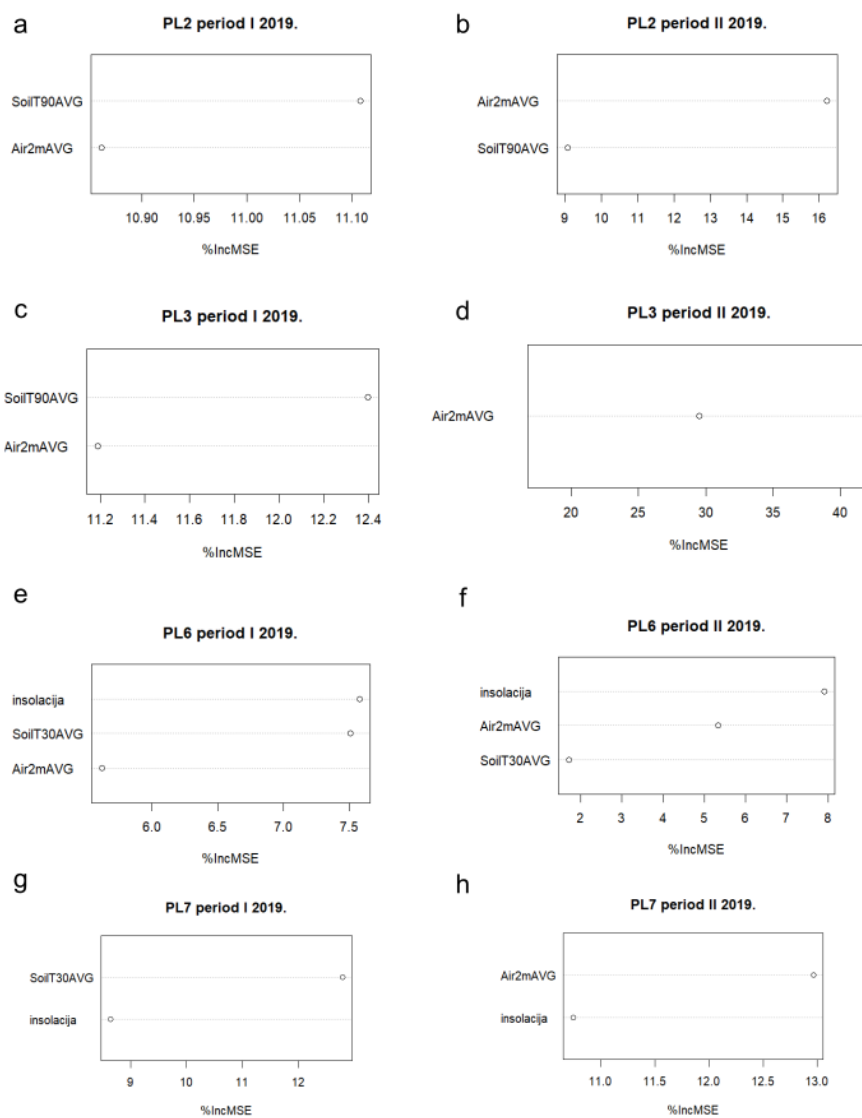 a
PL2 period I 2019.
SoilT90AVG
Air2mAVG
10.90 10.95 11.00 11.05 11.10
%IncMSE
b
PL2 period II 2019.
Air2mAVG
SoilT90AVG
9 10 11 12 13 14 15 16
%IncMSE
c
PL3 period I 2019.
SoilT90AVG
Air2mAVG
11.2 11.4 11.6 11.8 12.0 12.2 12.4
%IncMSE
d
PL3 period II 2019.
Air2mAVG
20 25 30 35 40
%IncMSE
e
PL6 period I 2019.
insolacija
SoilT30AVG
Air2mAVG
6.0 6.5 7.0 7.5
%IncMSE
f
PL6 period II 2019.
insolacija
Air2mAVG
SoilT30AVG
2 3 4 5 6 7 8
%IncMSE
g
PL7 period I 2019.
SoilT30AVG
insolacija
9 10 11 12
%IncMSE
h
PL7 period II 2019.
Air2mAVG
insolacija
11.0 11.5 12.0 12.5 13.0
%IncMSE